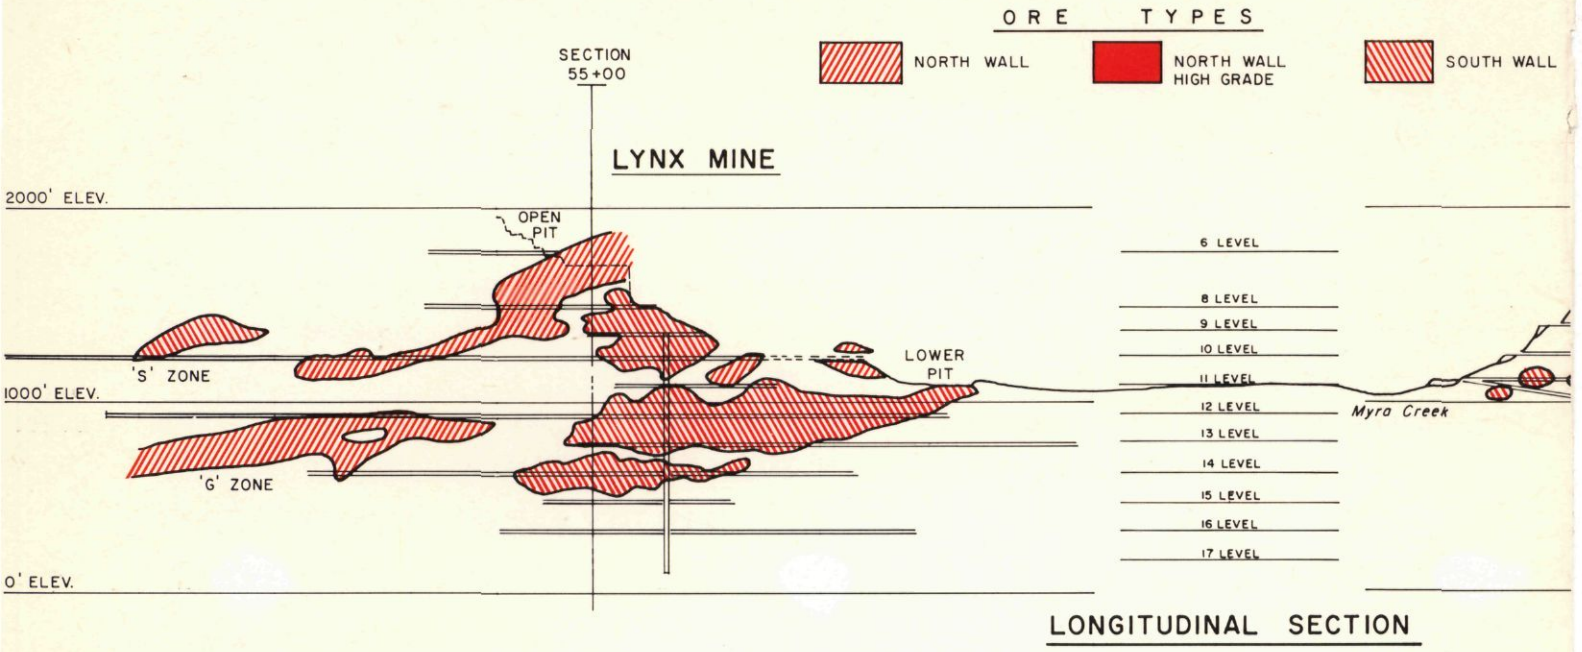 ORE TYPES
NORTH WALL
NORTH WALL
HIGH GRADE
SOUTH WALL
SECTION
55+00
LYNX MINE
2000' ELEV.
OPEN
PIT
6 LEVEL
8 LEVEL
9 LEVEL
10 LEVEL
LOWER
PIT
'S' ZONE
11 LEVEL
1000' ELEV.
12 LEVEL
Myra Creek
13 LEVEL
14 LEVEL
'G' ZONE
15 LEVEL
16 LEVEL
17 LEVEL
0' ELEV.
LONGITUDINAL SECTION